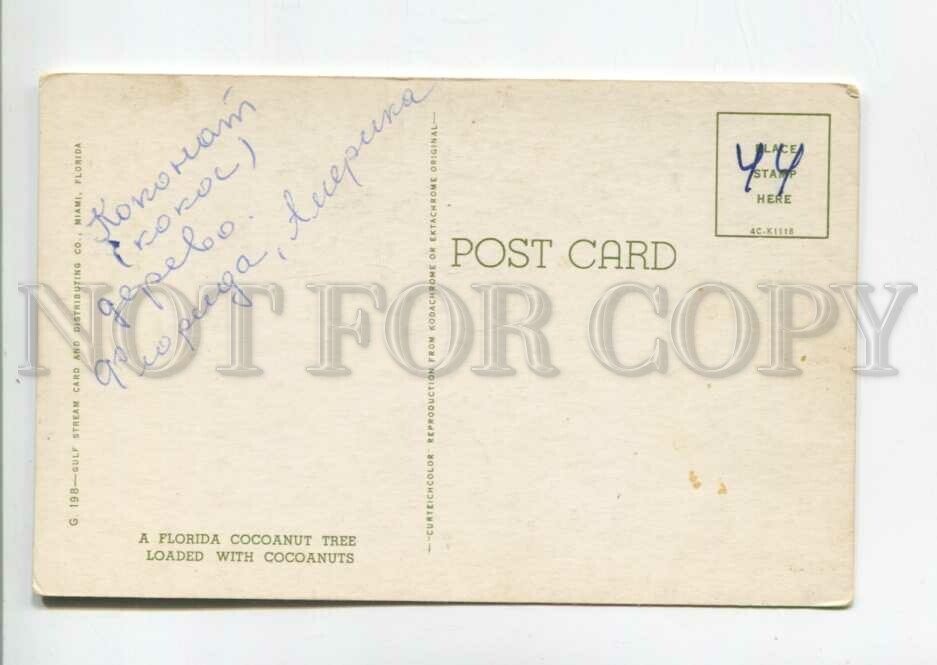 Коконат
(кокос)
дерево.
Флорида, Америка
G. 198—GULF STREAM CARD AND DISTRIBUTING CO., MIAMI, FLORIDA
A FLORIDA COCOANUT TREE
LOADED WITH COCOANUTS
—"CURTEICHCOLOR" REPRODUCTION FROM KODACHROME OR EKTACHROME ORIGINAL—
POST CARD
PLACE
STAMP
HERE
4C-K1118
44
NOT FOR COPY